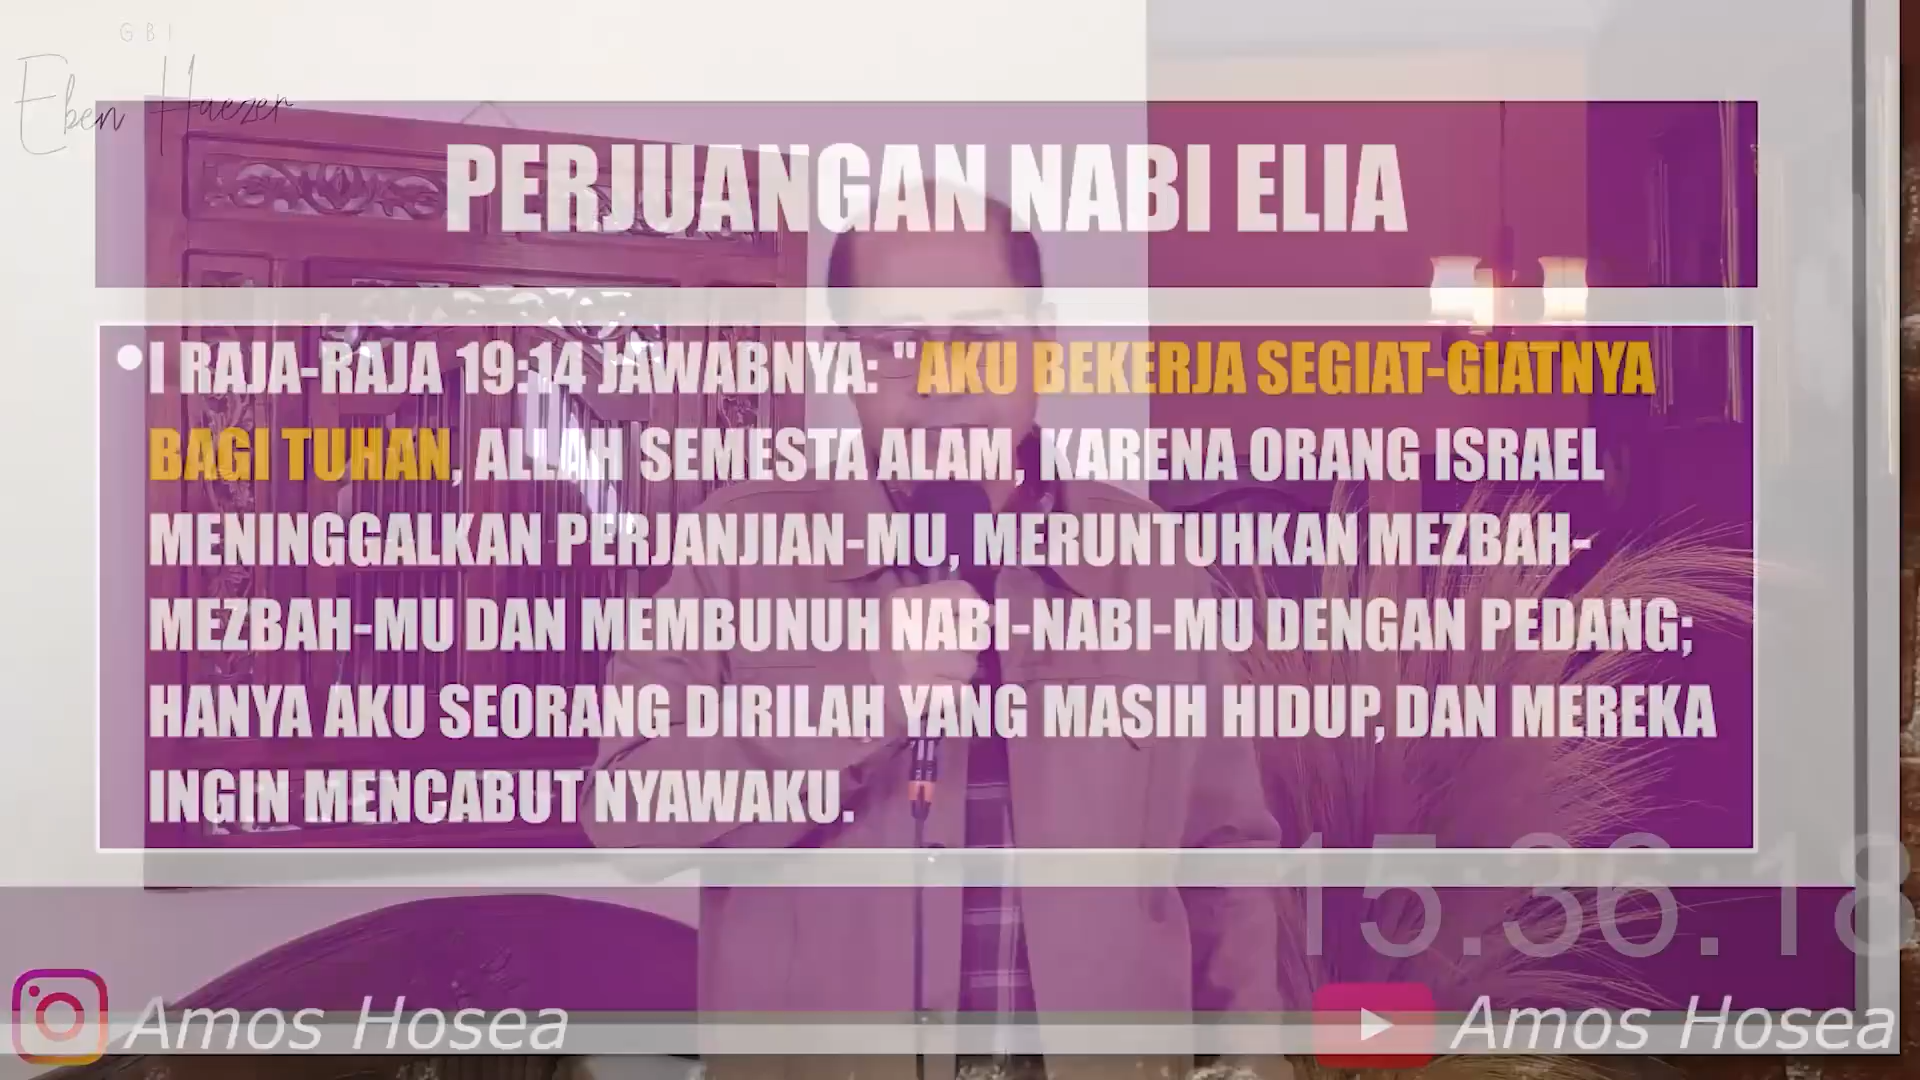 GBI
Eben Haezer
PERJUANGAN NABI ELIA
•I RAJA-RAJA 19:14 JAWABNYA: "AKU BEKERJA SEGIAT-GIATNYA
BAGI TUHAN, ALLAH SEMESTA ALAM, KARENA ORANG ISRAEL
MENINGGALKAN PERJANJIAN-MU, MERUNTUHKAN MEZBAH-
MEZBAH-MU DAN MEMBUNUH NABI-NABI-MU DENGAN PEDANG;
HANYA AKU SEORANG DIRILAH YANG MASIH HIDUP, DAN MEREKA
INGIN MENCABUT NYAWAKU.
15:36:18
Amos Hosea
Amos Hosea